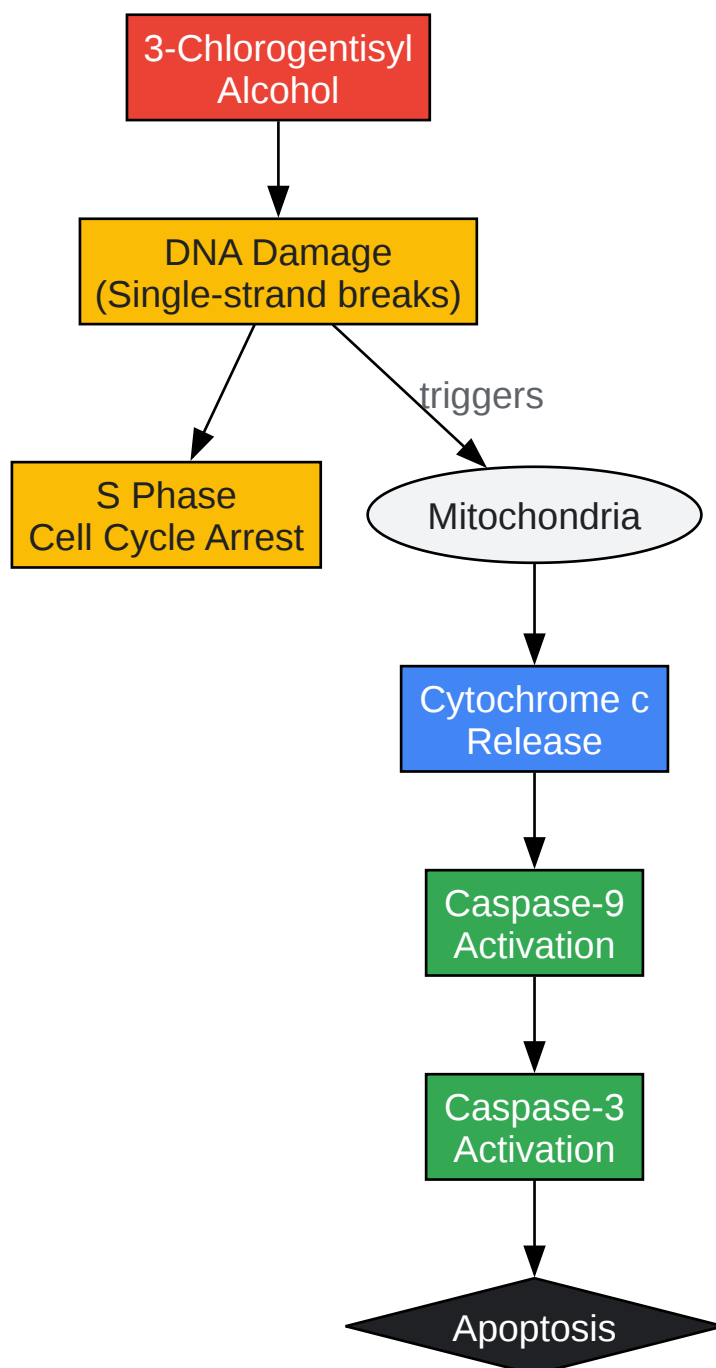 3-Chlorogentisyl
Alcohol
DNA Damage
(Single-strand breaks)
triggers
S Phase
Cell Cycle Arrest
Mitochondria
Cytochrome c
Release
Caspase-9
Activation
Caspase-3
Activation
Apoptosis